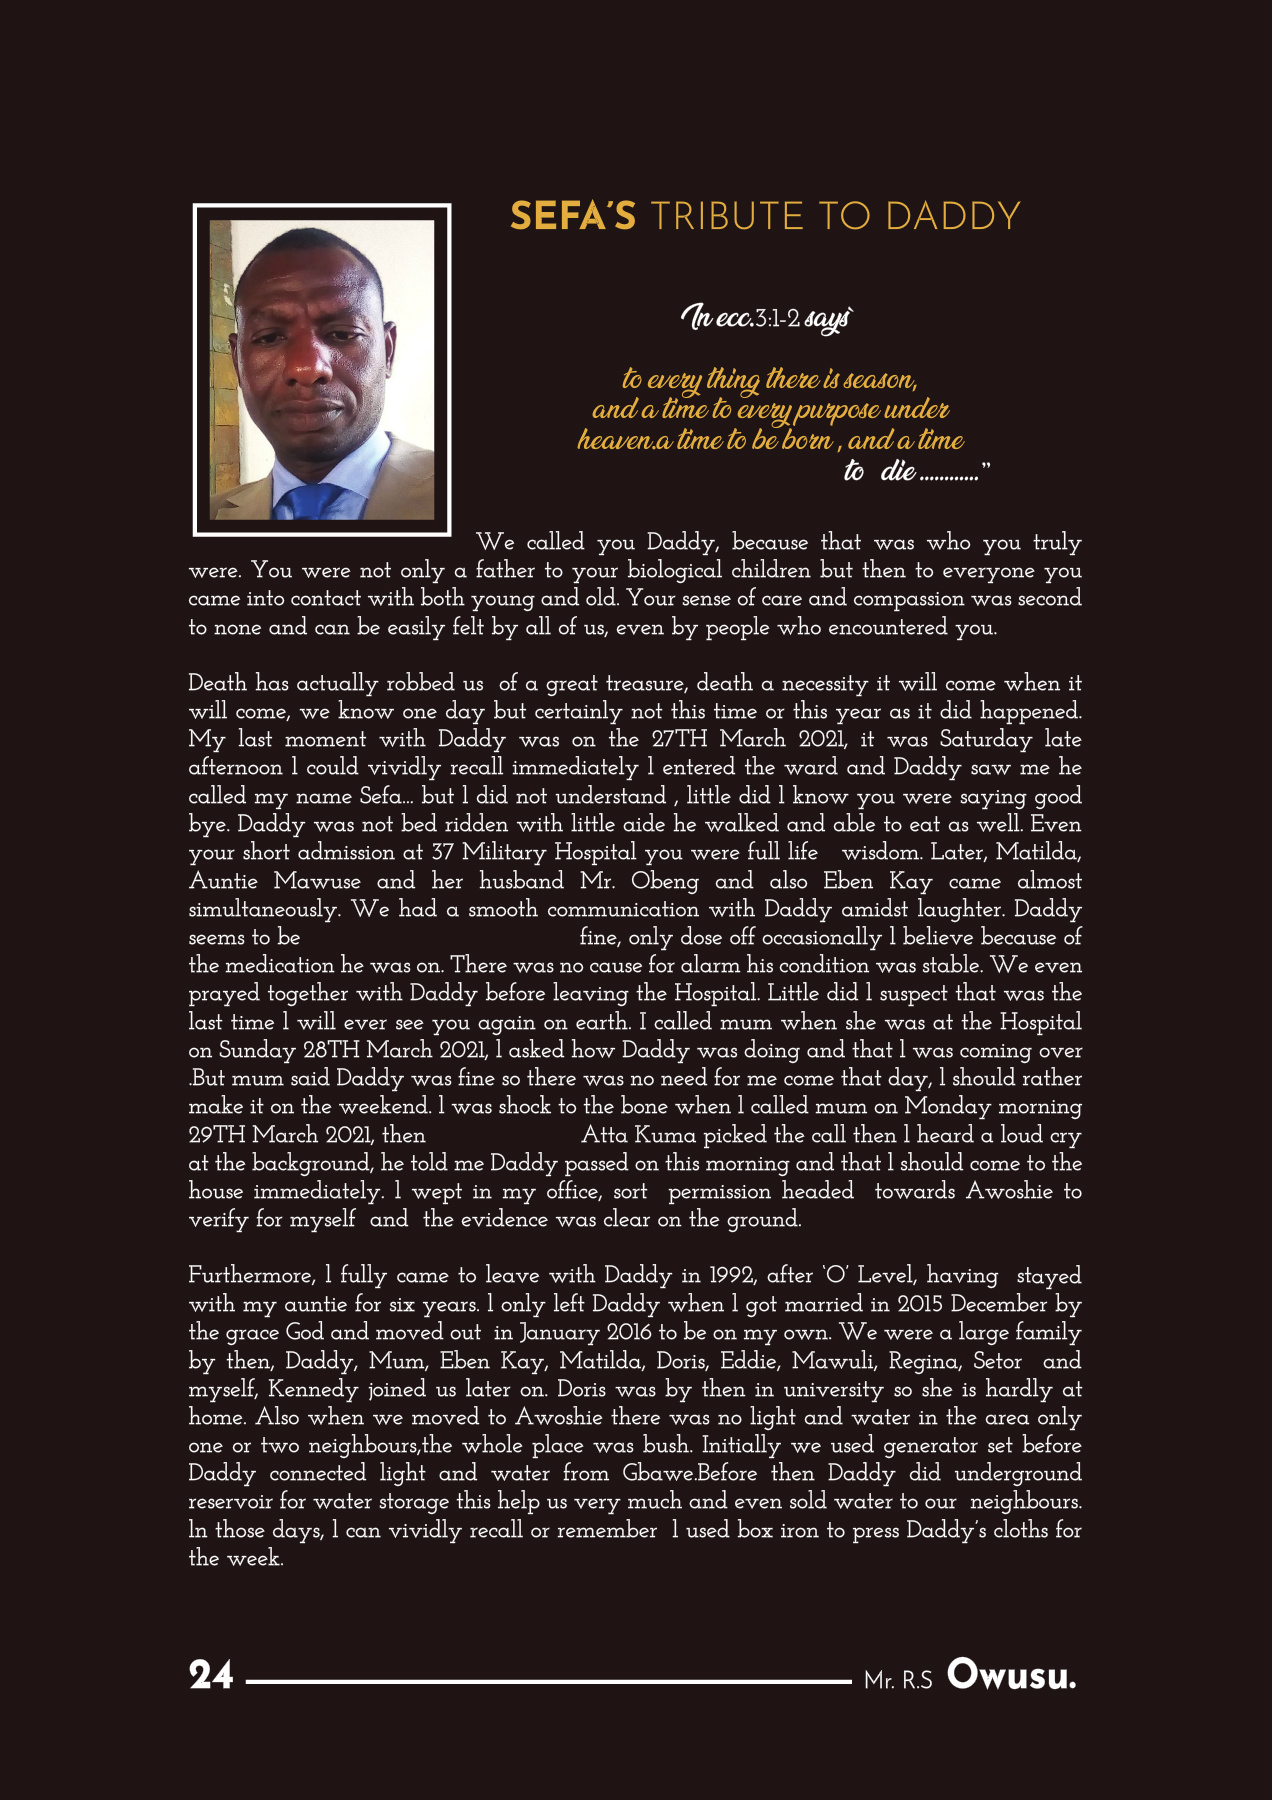 SEFA'S TRIBUTE TO DADDY
In ecc.3:1-2 says`
to every thing there is season,
and a time to every purpose under
heaven.a time to be born , and a time
to die ............”
We called you Daddy, because that was who you truly
were. You were not only a father to your biological children but then to everyone you
came into contact with both young and old. Your sense of care and compassion was second
to none and can be easily felt by all of us, even by people who encountered you.
Death has actually robbed us of a great treasure, death a necessity it will come when it
will come, we know one day but certainly not this time or this year as it did happened.
My last moment with Daddy was on the 27TH March 2021, it was Saturday late
afternoon l could vividly recall immediately l entered the ward and Daddy saw me he
called my name Sefa... but l did not understand , little did l know you were saying good
bye. Daddy was not bed ridden with little aide he walked and able to eat as well. Even
your short admission at 37 Military Hospital you were full life wisdom. Later, Matilda,
Auntie Mawuse and her husband Mr. Obeng and also Eben Kay came almost
simultaneously. We had a smooth communication with Daddy amidst laughter. Daddy
seems to be fine, only dose off occasionally l believe because of
the medication he was on. There was no cause for alarm his condition was stable. We even
prayed together with Daddy before leaving the Hospital. Little did l suspect that was the
last time l will ever see you again on earth. I called mum when she was at the Hospital
on Sunday 28TH March 2021, l asked how Daddy was doing and that l was coming over
.But mum said Daddy was fine so there was no need for me come that day, l should rather
make it on the weekend. l was shock to the bone when l called mum on Monday morning
29TH March 2021, then Atta Kuma picked the call then l heard a loud cry
at the background, he told me Daddy passed on this morning and that l should come to the
house immediately. l wept in my office, sort permission headed towards Awoshie to
verify for myself and the evidence was clear on the ground.
Furthermore, l fully came to leave with Daddy in 1992, after ‘O’ Level, having stayed
with my auntie for six years. l only left Daddy when l got married in 2015 December by
the grace God and moved out in January 2016 to be on my own. We were a large family
by then, Daddy, Mum, Eben Kay, Matilda, Doris, Eddie, Mawuli, Regina, Setor and
myself, Kennedy joined us later on. Doris was by then in university so she is hardly at
home. Also when we moved to Awoshie there was no light and water in the area only
one or two neighbours,the whole place was bush. Initially we used generator set before
Daddy connected light and water from Gbawe.Before then Daddy did underground
reservoir for water storage this help us very much and even sold water to our neighbours.
ln those days, l can vividly recall or remember l used box iron to press Daddy's cloths for
the week.
24 Mr. R.S Owusu.